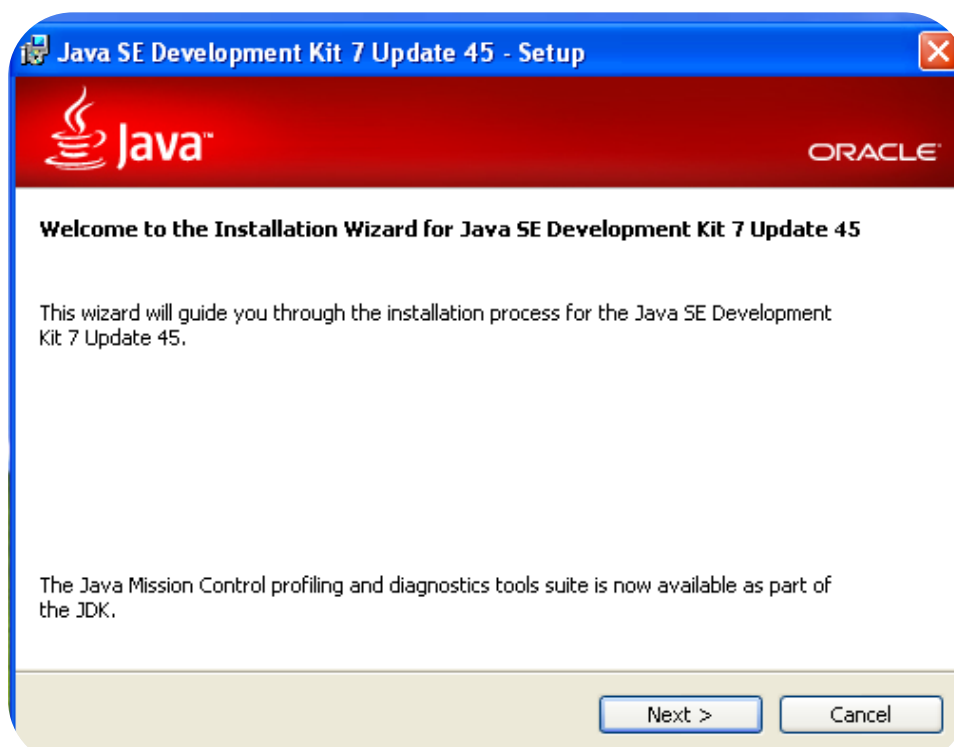 Java SE Development Kit 7 Update 45 - Setup
Java™
ORACLE®
Welcome to the Installation Wizard for Java SE Development Kit 7 Update 45
This wizard will guide you through the installation process for the Java SE Development
Kit 7 Update 45.
The Java Mission Control profiling and diagnostics tools suite is now available as part of
the JDK.
Next >
Cancel